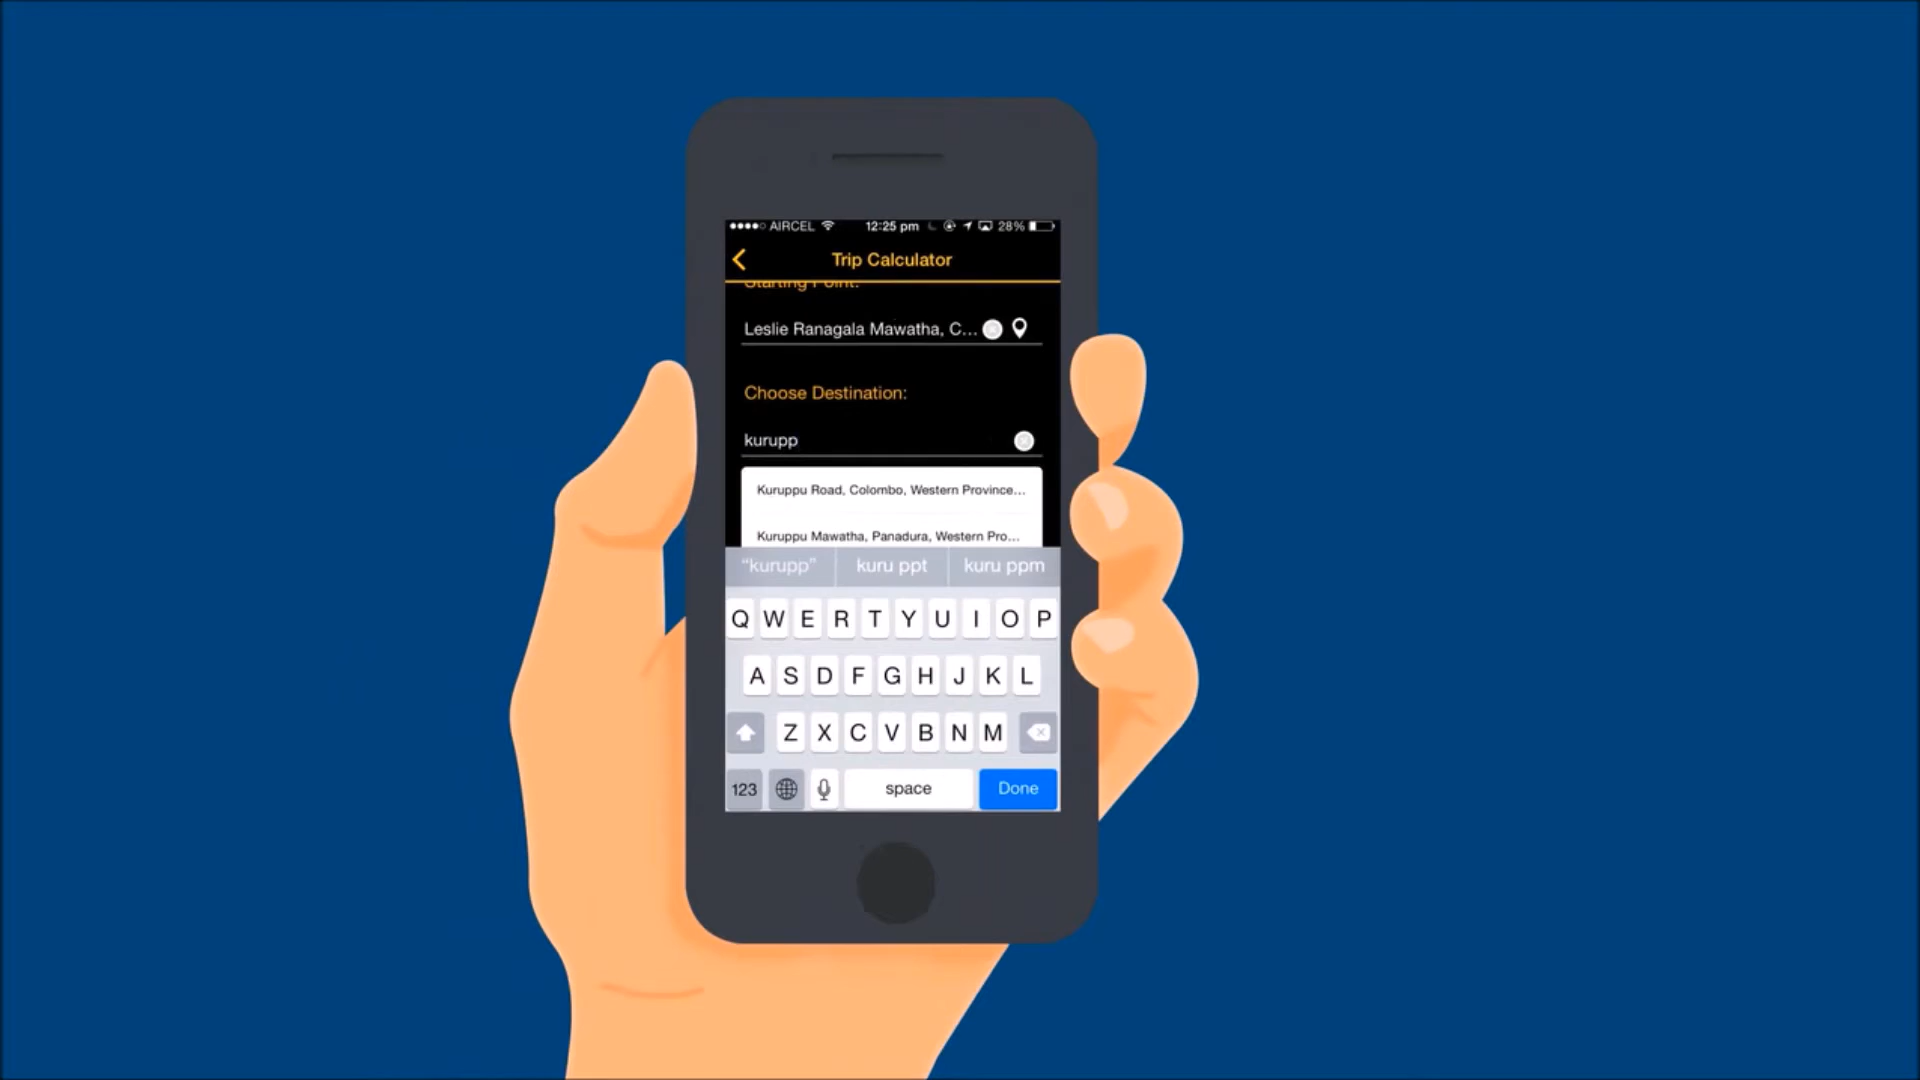 AIRCEL 12:25 pm 28%
Trip Calculator
Starting Point:
Leslie Ranagala Mawatha, C...
Choose Destination:
kurupp
Kuruppu Road, Colombo, Western Province...
Kuruppu Mawatha, Panadura, Western Pro...
“kurupp” kuru ppt kuru ppm
Q W E R T Y U I O P
A S D F G H J K L
Z X C V B N M
123 space Done